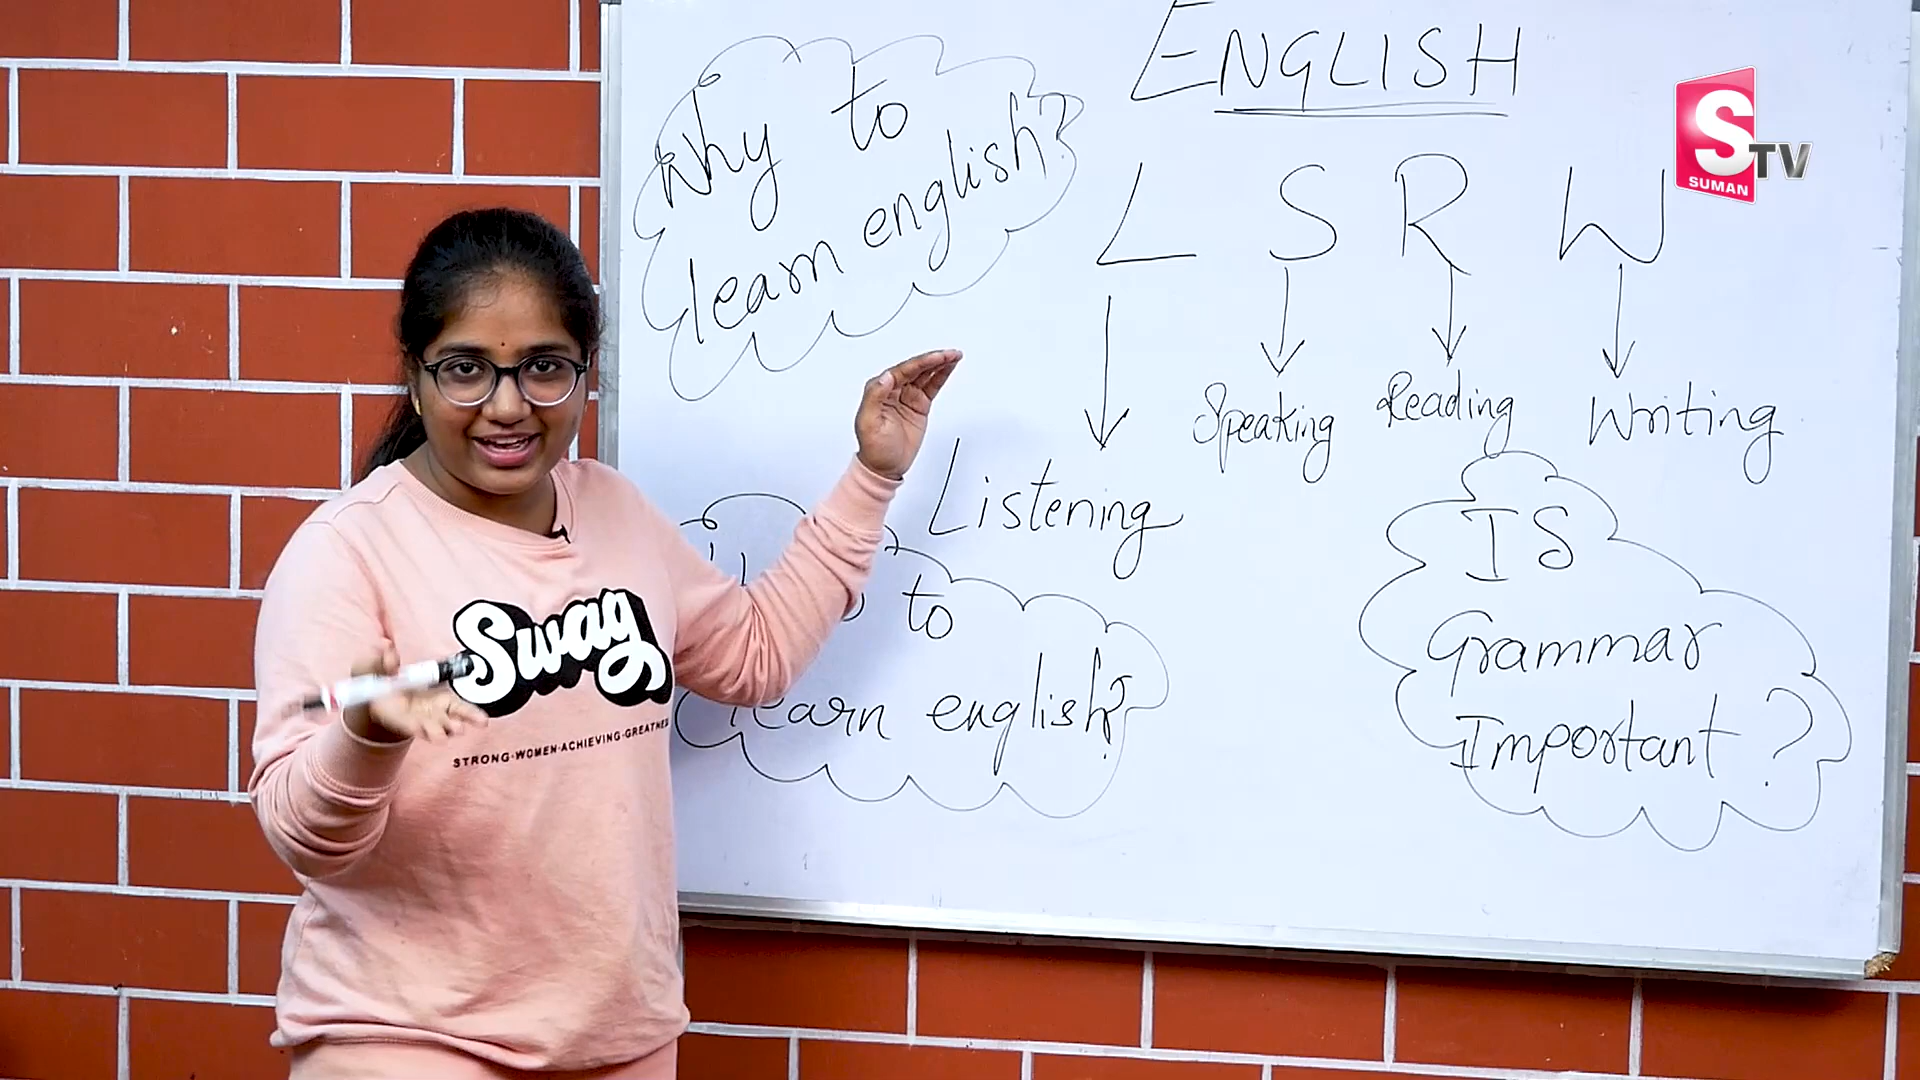 ENGLISH
Why to
learn english?
L S R W
Speaking Reading Writing
Listening
to
learn english?
IS
Grammar
Important?
Swag
STRONG-WOMEN-ACHIEVING-GREATNESS
S TV
SUMAN